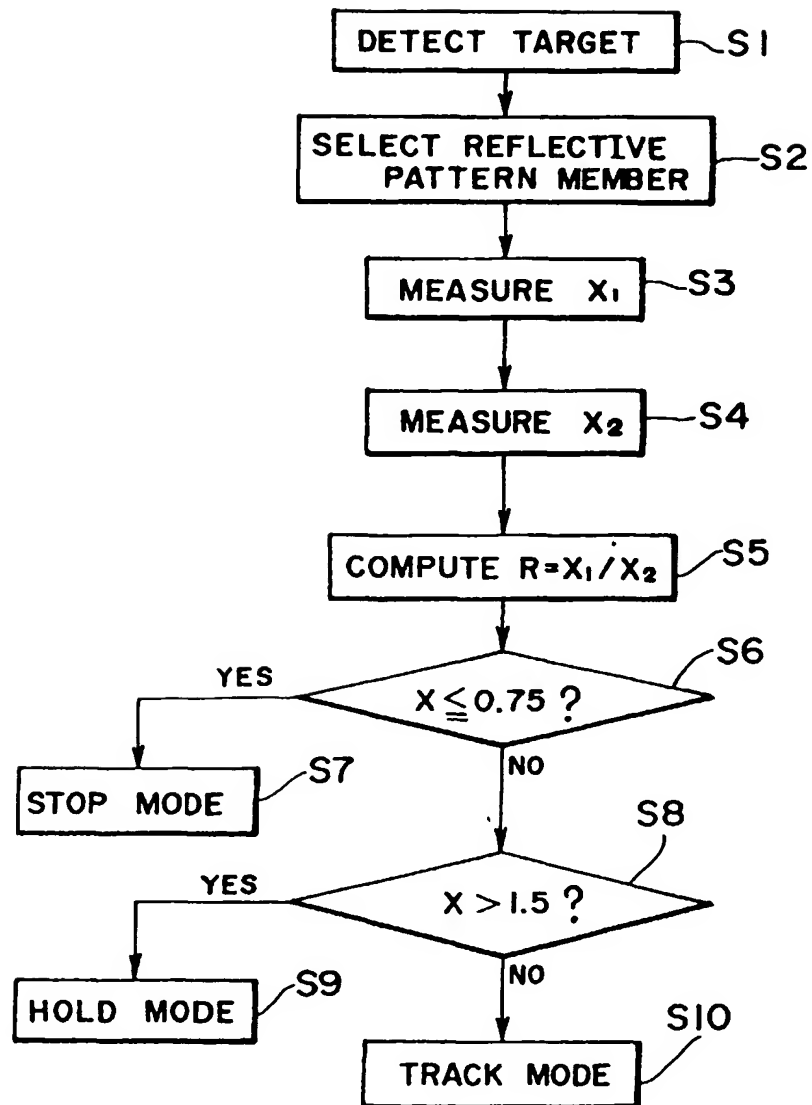 DETECT TARGET
S1
SELECT REFLECTIVE
PATTERN MEMBER
S2
MEASURE X₁
S3
MEASURE X₂
S4
COMPUTE R=X₁/X₂
S5
S6
YES
X ≦ 0.75 ?
NO
STOP MODE
S7
S8
YES
X > 1.5 ?
NO
HOLD MODE
S9
S10
TRACK MODE